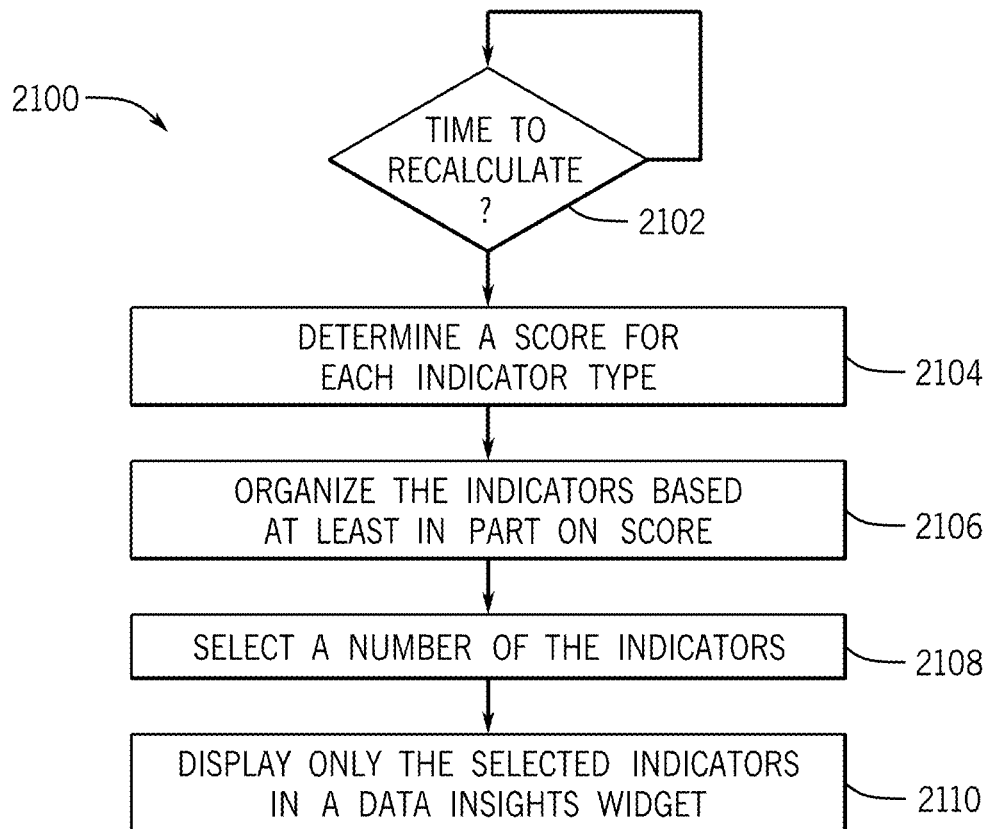 2100
TIME TO
RECALCULATE
?
2102
DETERMINE A SCORE FOR
EACH INDICATOR TYPE
2104
ORGANIZE THE INDICATORS BASED
AT LEAST IN PART ON SCORE
2106
SELECT A NUMBER OF THE INDICATORS
2108
DISPLAY ONLY THE SELECTED INDICATORS
IN A DATA INSIGHTS WIDGET
2110